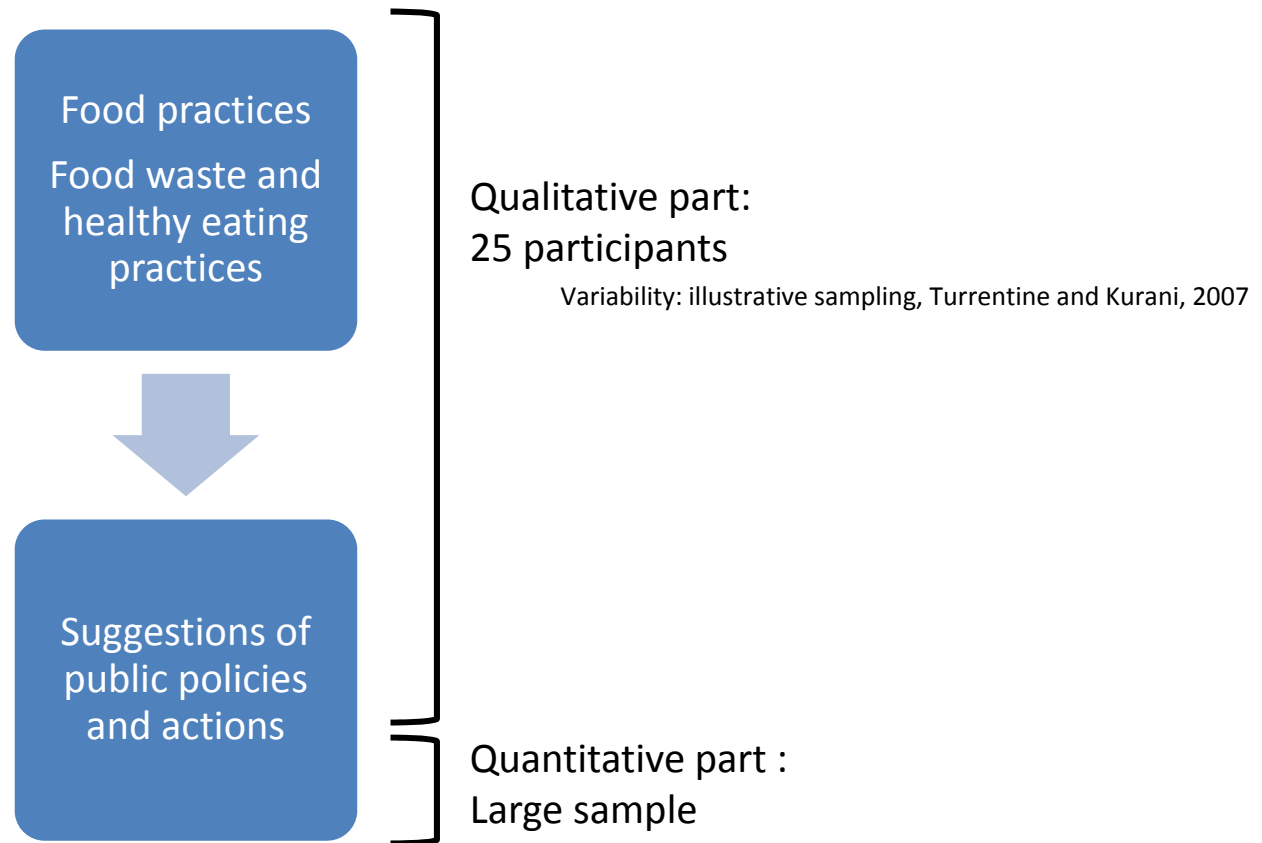 Food practices
Food waste and
healthy eating
practices
Qualitative part:
25 participants
Variability: illustrative sampling, Turrentine and Kurani, 2007
Suggestions of
public policies
and actions
Quantitative part :
Large sample